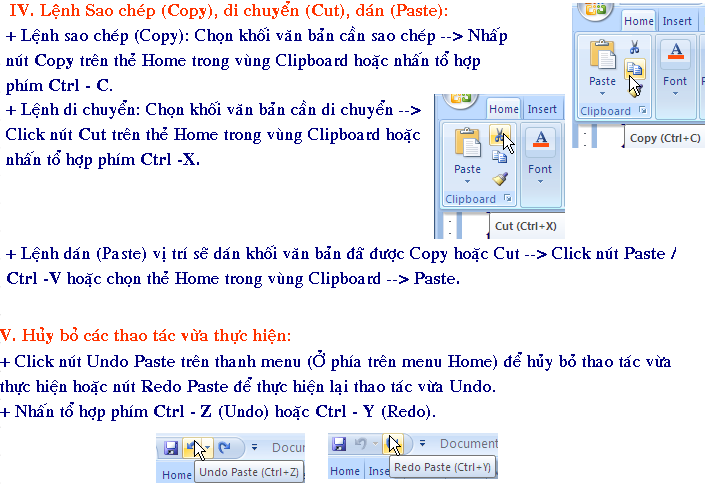 IV. Lệnh Sao chép (Copy), di chuyển (Cut), dán (Paste):
+ Lệnh sao chép (Copy): Chọn khối văn bản cần sao chép --> Nhấp
nút Copy trên thẻ Home trong vùng Clipboard hoặc nhấn tổ hợp
phím Ctrl - C.
Home Insert
Paste
Font
Clipboard
Copy (Ctrl+C)
+ Lệnh di chuyển: Chọn khối văn bản cần di chuyển -->
Click nút Cut trên thẻ Home trong vùng Clipboard hoặc
nhấn tổ hợp phím Ctrl -X.
Home Insert
Paste
Font
Clipboard
Cut (Ctrl+X)
+ Lệnh dán (Paste) vị trí sẽ dán khối văn bản đã được Copy hoặc Cut --> Click nút Paste /
Ctrl -V hoặc chọn thẻ Home trong vùng Clipboard --> Paste.
V. Hủy bỏ các thao tác vừa thực hiện:
+ Click nút Undo Paste trên thanh menu (Ở phía trên menu Home) để hủy bỏ thao tác vừa
thực hiện hoặc nút Redo Paste để thực hiện lại thao tác vừa Undo.
+ Nhấn tổ hợp phím Ctrl - Z (Undo) hoặc Ctrl - Y (Redo).
Docum
Home
Undo Paste (Ctrl+Z)
Document
Home Inse
Redo Paste (Ctrl+Y)